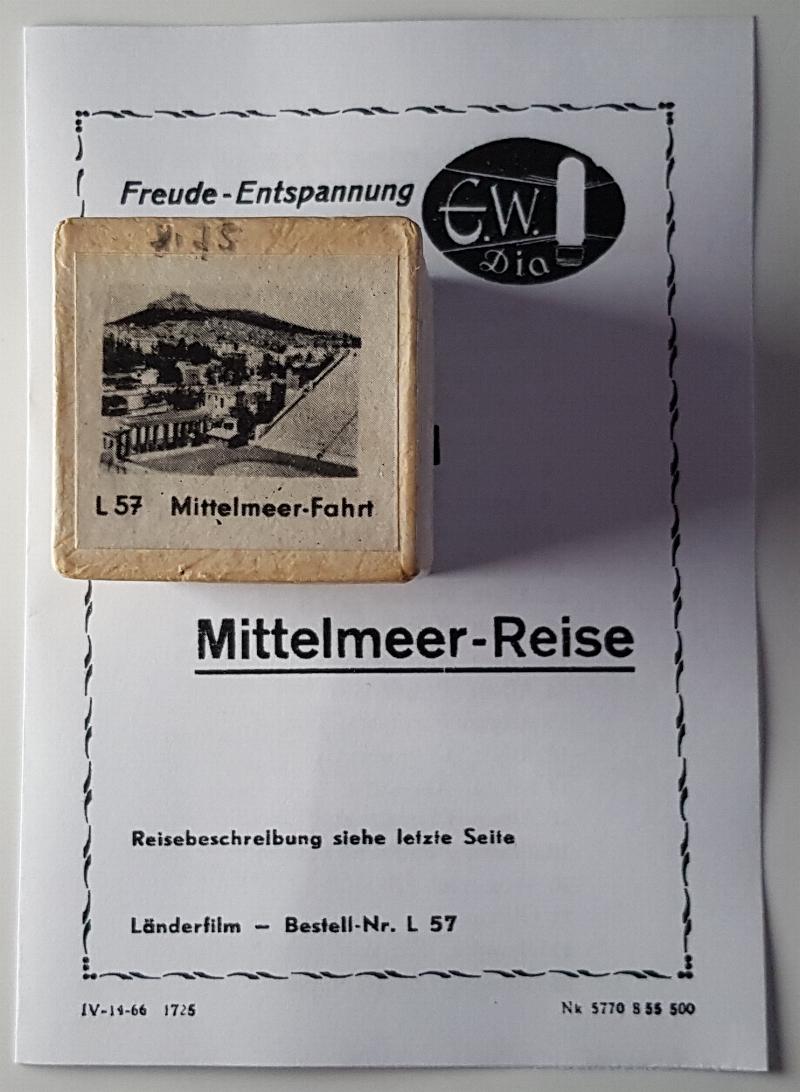 Freude - Entspannung
E.W.
Dia
L 57 Mittelmeer-Fahrt
Mittelmeer-Reise
Reisebeschreibung siehe letzte Seite
Länderfilm — Bestell-Nr. L 57
IV-14-66 1725
Nk 5770 S 55 500